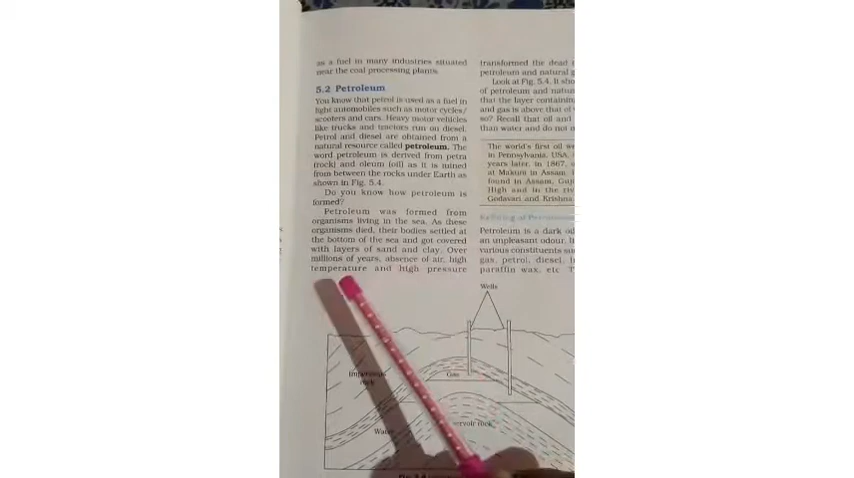 as a fuel in many industries situated
near the coal processing plants.
5.2 Petroleum
You know that petrol is used as a fuel in
light automobiles such as motor cycles/
scooters and cars. Heavy motor vehicles
like trucks and tractors run on diesel.
Petrol and diesel are obtained from a
natural resource called petroleum. The
word petroleum is derived from petra
(rock) and oleum (oil) as it is mined
from between the rocks under Earth as
shown in Fig. 5.4.
Do you know how petroleum is
formed?
Petroleum was formed from
organisms living in the sea. As these
organisms died, their bodies settled at
the bottom of the sea and got covered
with layers of sand and clay. Over
millions of years, absence of air, high
temperature and high pressure
transformed the dead
petroleum and natural
Look at Fig. 5.4. It
of petroleum and
that the layer
and gas is above that of
so? Recall that oil and
than water and do not
The world's first oil
in Pennsylvania, USA,
years later, in 1867,
at Makum in Assam.
found in Assam,
High and in the
Godavari and Krishna
Refining of Petroleum
Petroleum is a dark
an unpleasant odour. It
various constituents
gas, petrol, diesel,
paraffin wax, etc.
Wells
Gas
rock
Water
rock